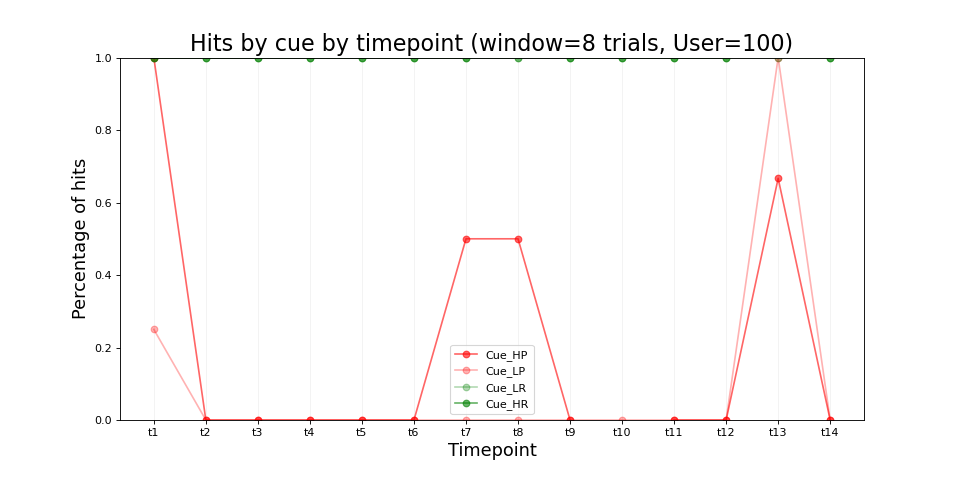 Hits by cue by timepoint (window=8 trials, User=100)
Percentage of hits
1.0
0.8
0.6
0.4
0.2
0.0
Cue_HP
Cue_LP
Cue_LR
Cue_HR
t1 t2 t3 t4 t5 t6 t7 t8 t9 t10 t11 t12 t13 t14
Timepoint